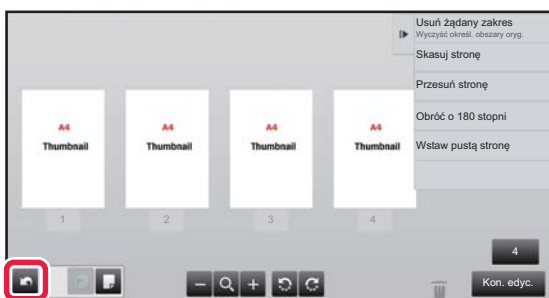 Usuń żądany zakres
Wyczyść określ. obszary oryg.
Skasuj stronę
Przesuń stronę
Obróć o 180 stopni
Wstaw pustą stronę
A4
Thumbnail
A4
Thumbnail
A4
Thumbnail
A4
Thumbnail
1
2
3
4
4
Kon. edyc.